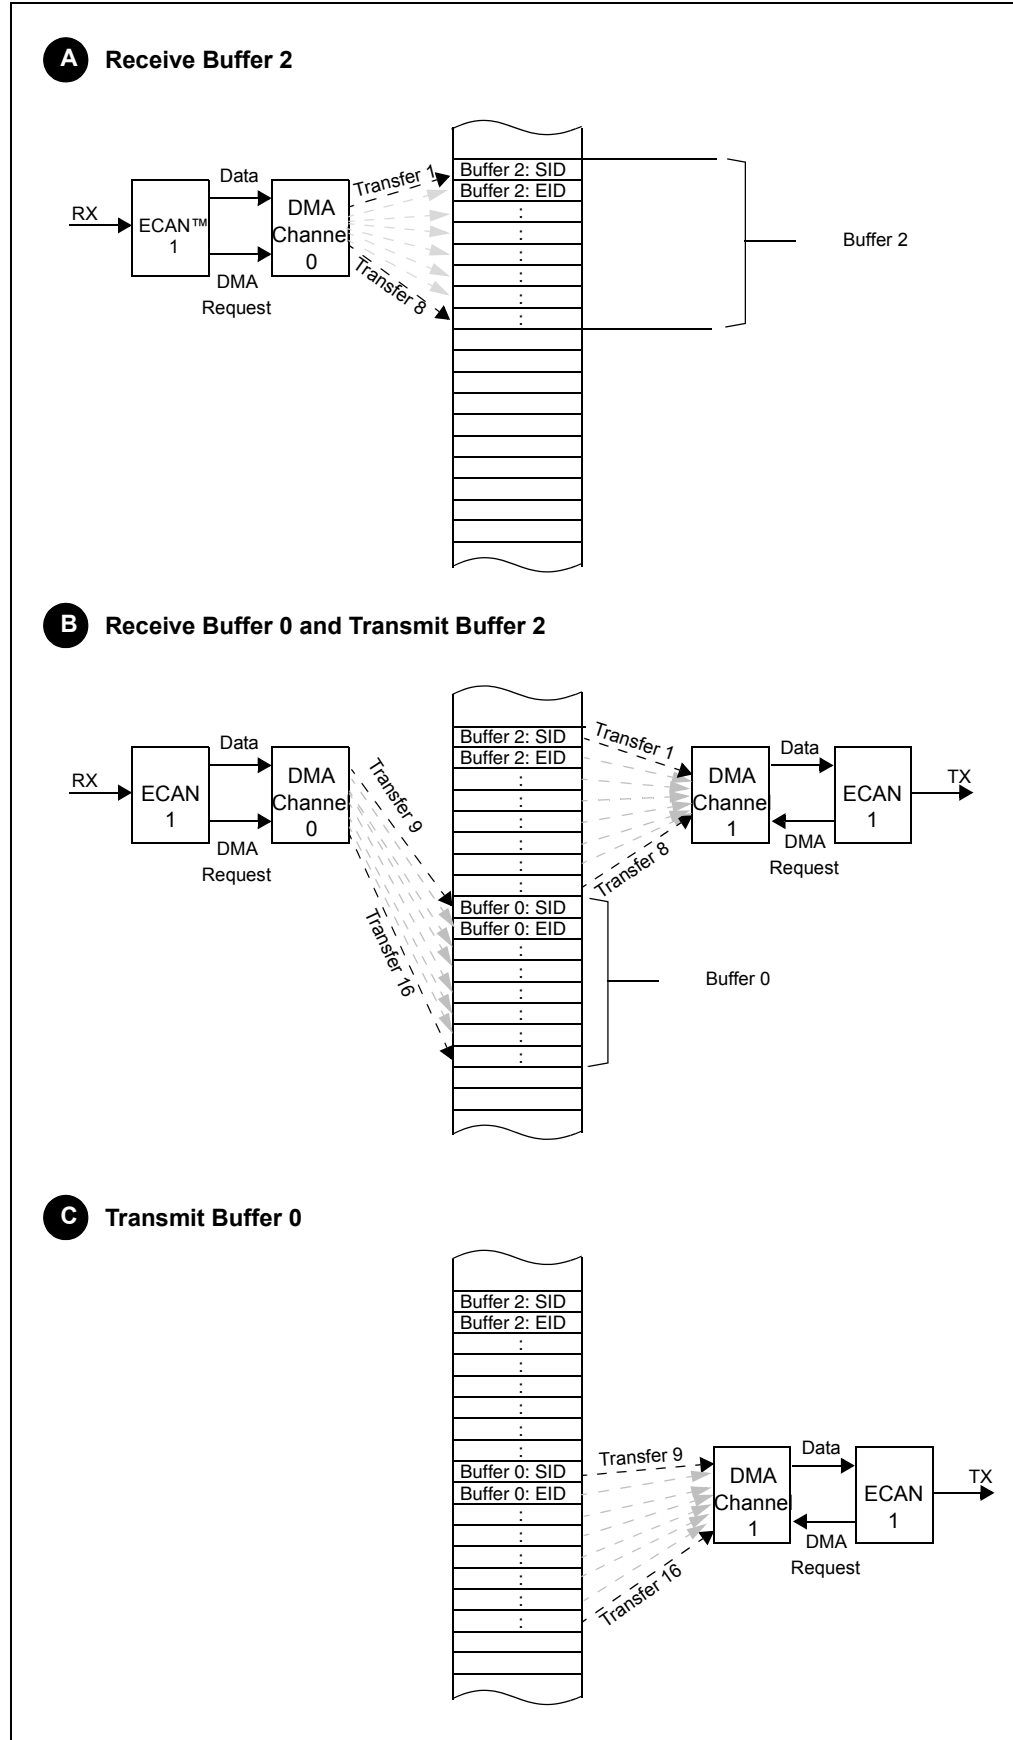 A Receive Buffer 2
Data
Transfer 1
Buffer 2: SID
Buffer 2: EID
RX
ECAN™
1
DMA
Channel
0
Buffer 2
DMA
Request
Transfer 8
:
:
:
:
:
:
B Receive Buffer 0 and Transmit Buffer 2
Data
RX
ECAN
1
DMA
Channel
0
DMA
Request
Transfer 9
Transfer 16
Buffer 2: SID
Buffer 2: EID
:
:
:
:
:
:
Buffer 0: SID
Buffer 0: EID
:
:
:
:
:
:
Buffer 0
Transfer 1
Transfer 8
DMA
Channel
1
Data
DMA
Request
ECAN
1
TX
C Transmit Buffer 0
Buffer 2: SID
Buffer 2: EID
:
:
:
:
:
:
Buffer 0: SID
Buffer 0: EID
:
:
:
:
:
:
Transfer 9
Transfer 16
DMA
Channel
1
Data
DMA
Request
ECAN
1
TX